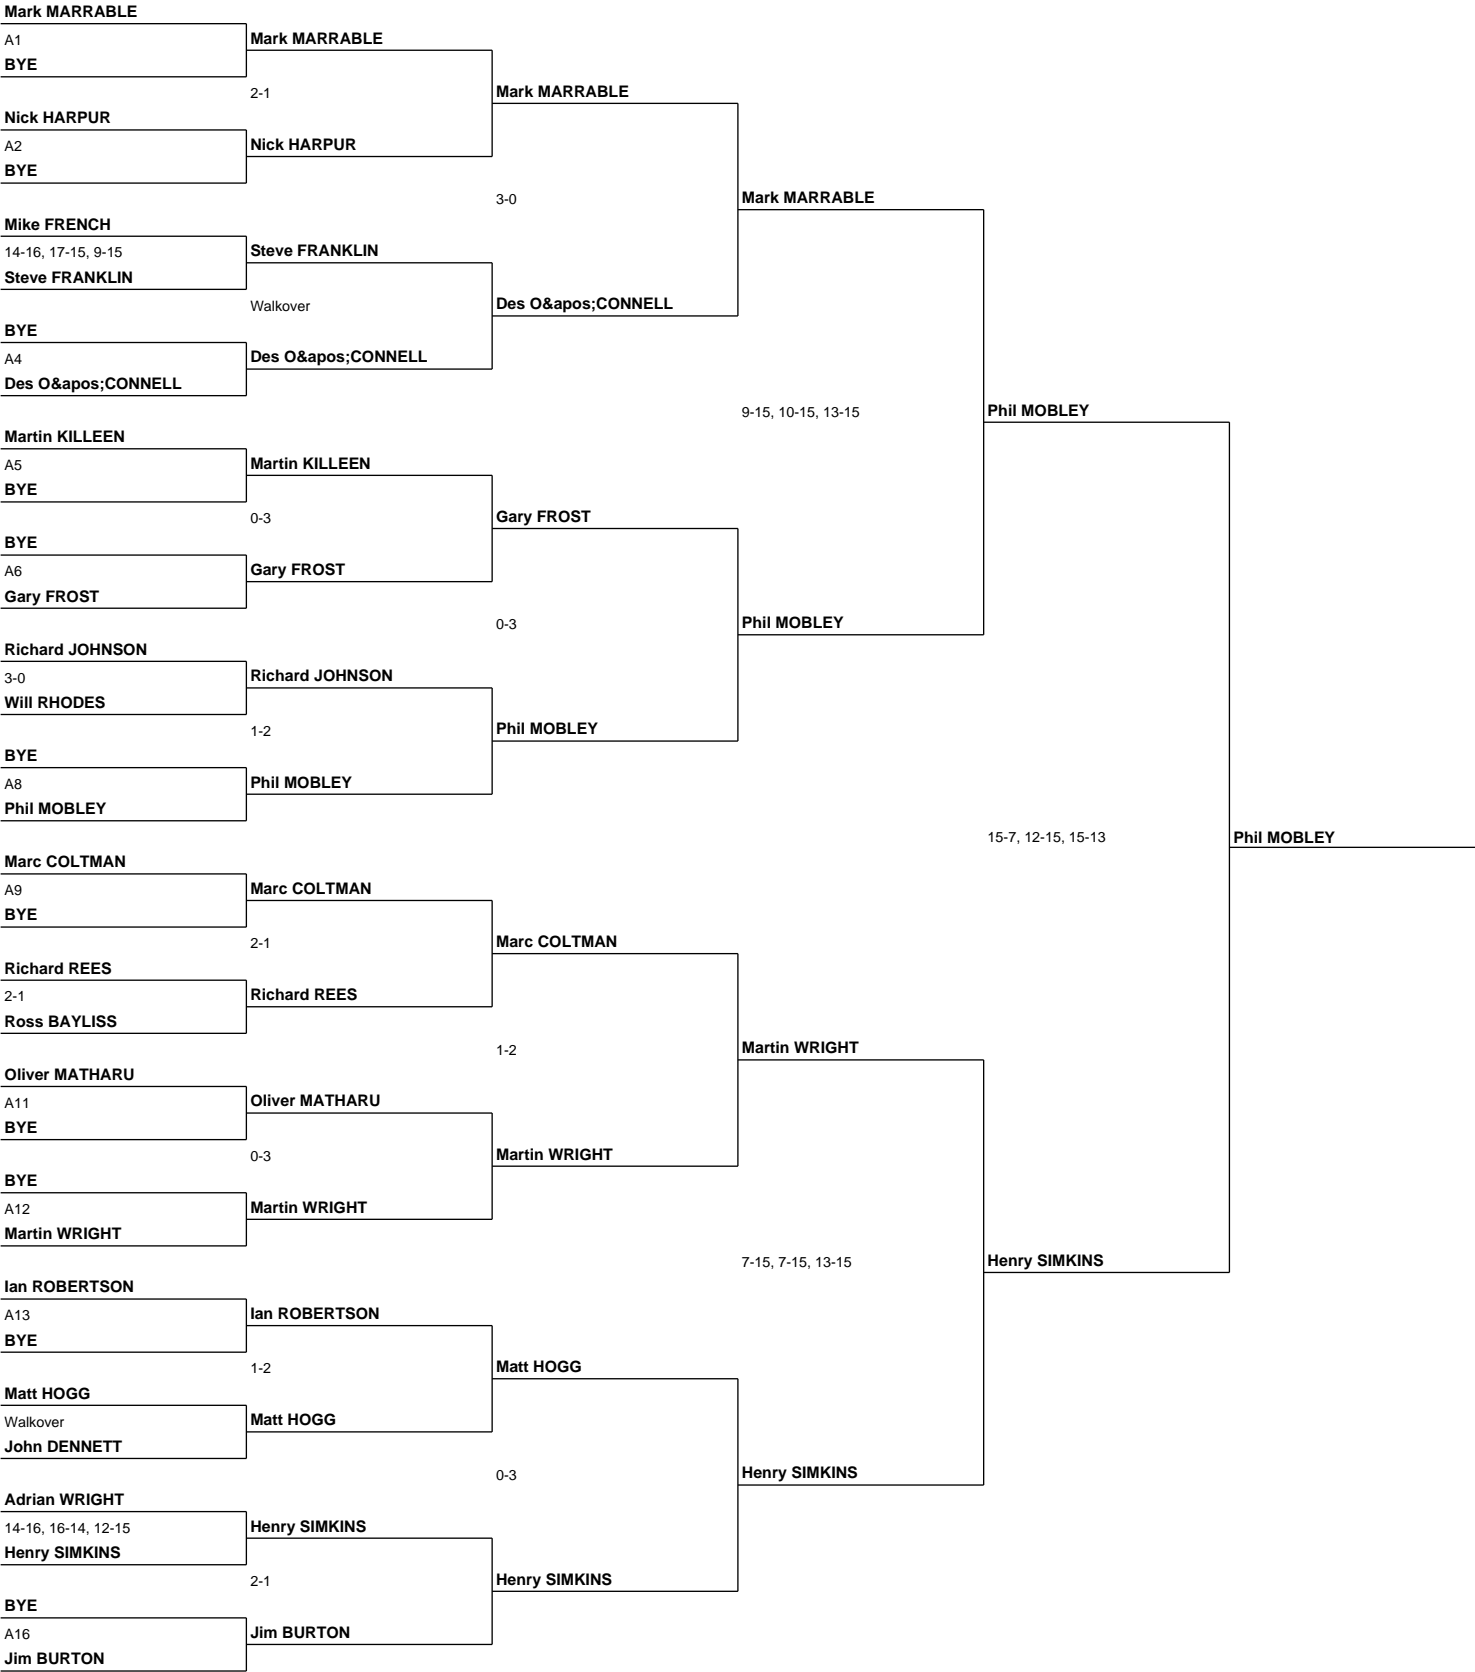 Mark MARRABLE
A1
BYE
Nick HARPUR
A2
BYE
Mike FRENCH
14-16, 17-15, 9-15
Steve FRANKLIN
BYE
A4
Des O&apos;CONNELL
Martin KILLEEN
A5
BYE
BYE
A6
Gary FROST
Richard JOHNSON
3-0
Will RHODES
BYE
A8
Phil MOBLEY
Marc COLTMAN
A9
BYE
Richard REES
2-1
Ross BAYLISS
Oliver MATHARU
A11
BYE
BYE
A12
Martin WRIGHT
Ian ROBERTSON
A13
BYE
Matt HOGG
Walkover
John DENNETT
Adrian WRIGHT
14-16, 16-14, 12-15
Henry SIMKINS
BYE
A16
Jim BURTON
Mark MARRABLE
2-1
Nick HARPUR
Steve FRANKLIN
Walkover
Des O&apos;CONNELL
Martin KILLEEN
0-3
Gary FROST
Richard JOHNSON
1-2
Phil MOBLEY
Marc COLTMAN
2-1
Richard REES
Oliver MATHARU
0-3
Martin WRIGHT
Ian ROBERTSON
1-2
Matt HOGG
Henry SIMKINS
2-1
Jim BURTON
Mark MARRABLE
3-0
Des O&apos;CONNELL
Gary FROST
0-3
Phil MOBLEY
Marc COLTMAN
1-2
Martin WRIGHT
Matt HOGG
0-3
Henry SIMKINS
Mark MARRABLE
9-15, 10-15, 13-15
Phil MOBLEY
Martin WRIGHT
7-15, 7-15, 13-15
Henry SIMKINS
Phil MOBLEY
15-7, 12-15, 15-13
Henry SIMKINS
Phil MOBLEY